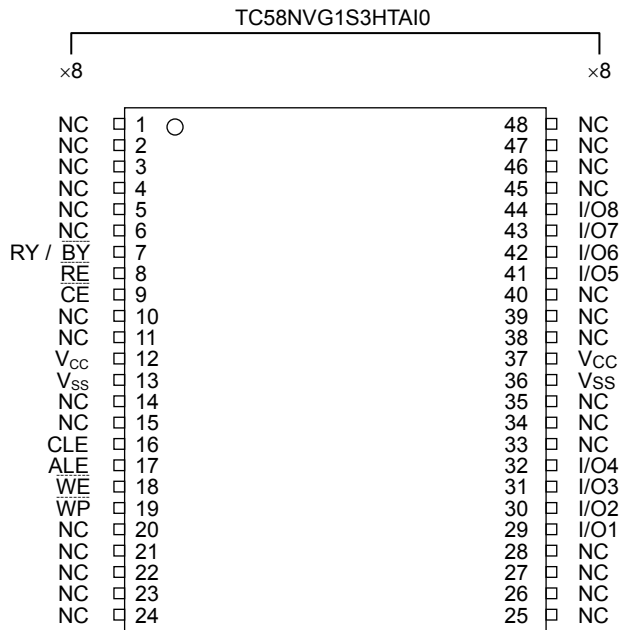 TC58NVG1S3HTAI0
×8 ×8
NC 1 48 NC
NC 2 47 NC
NC 3 46 NC
NC 4 45 NC
NC 5 44 I/O8
NC 6 43 I/O7
RY / B̅Y̅ 7 42 I/O6
R̅E̅ 8 41 I/O5
C̅E̅ 9 40 NC
NC 10 39 NC
NC 11 38 NC
VCC 12 37 VCC
VSS 13 36 VSS
NC 14 35 NC
NC 15 34 NC
CLE 16 33 NC
ALE 17 32 I/O4
W̅E̅ 18 31 I/O3
W̅P̅ 19 30 I/O2
NC 20 29 I/O1
NC 21 28 NC
NC 22 27 NC
NC 23 26 NC
NC 24 25 NC